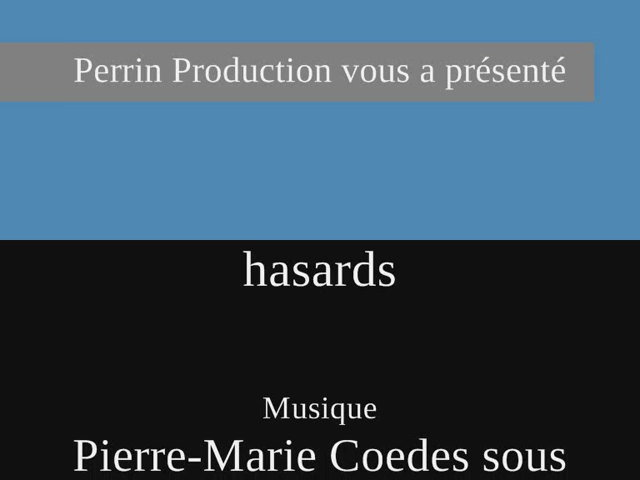 Perrin Production vous a présenté
hasards
Musique
Pierre-Marie Coedes sous